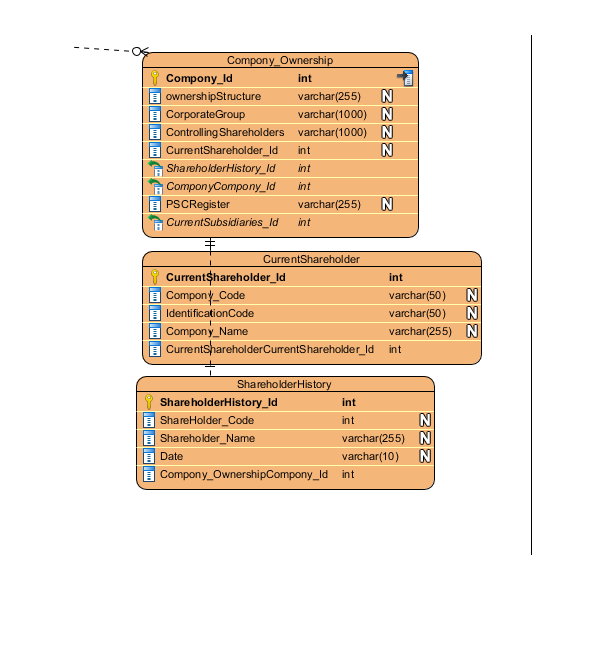 Compony_Ownership
Compony_Id int
ownershipStructure varchar(255) N
CorporateGroup varchar(1000) N
ControllingShareholders varchar(1000) N
CurrentShareholder_Id int N
ShareholderHistory_Id int
ComponyCompony_Id int
PSCRegister varchar(255) N
CurrentSubsidiaries_Id int
CurrentShareholder
CurrentShareholder_Id int
Compony_Code varchar(50) N
IdentificationCode varchar(50) N
Compony_Name varchar(255) N
CurrentShareholderCurrentShareholder_Id int
ShareholderHistory
ShareholderHistory_Id int
ShareHolder_Code int N
Shareholder_Name varchar(255) N
Date varchar(10) N
Compony_OwnershipCompony_Id int